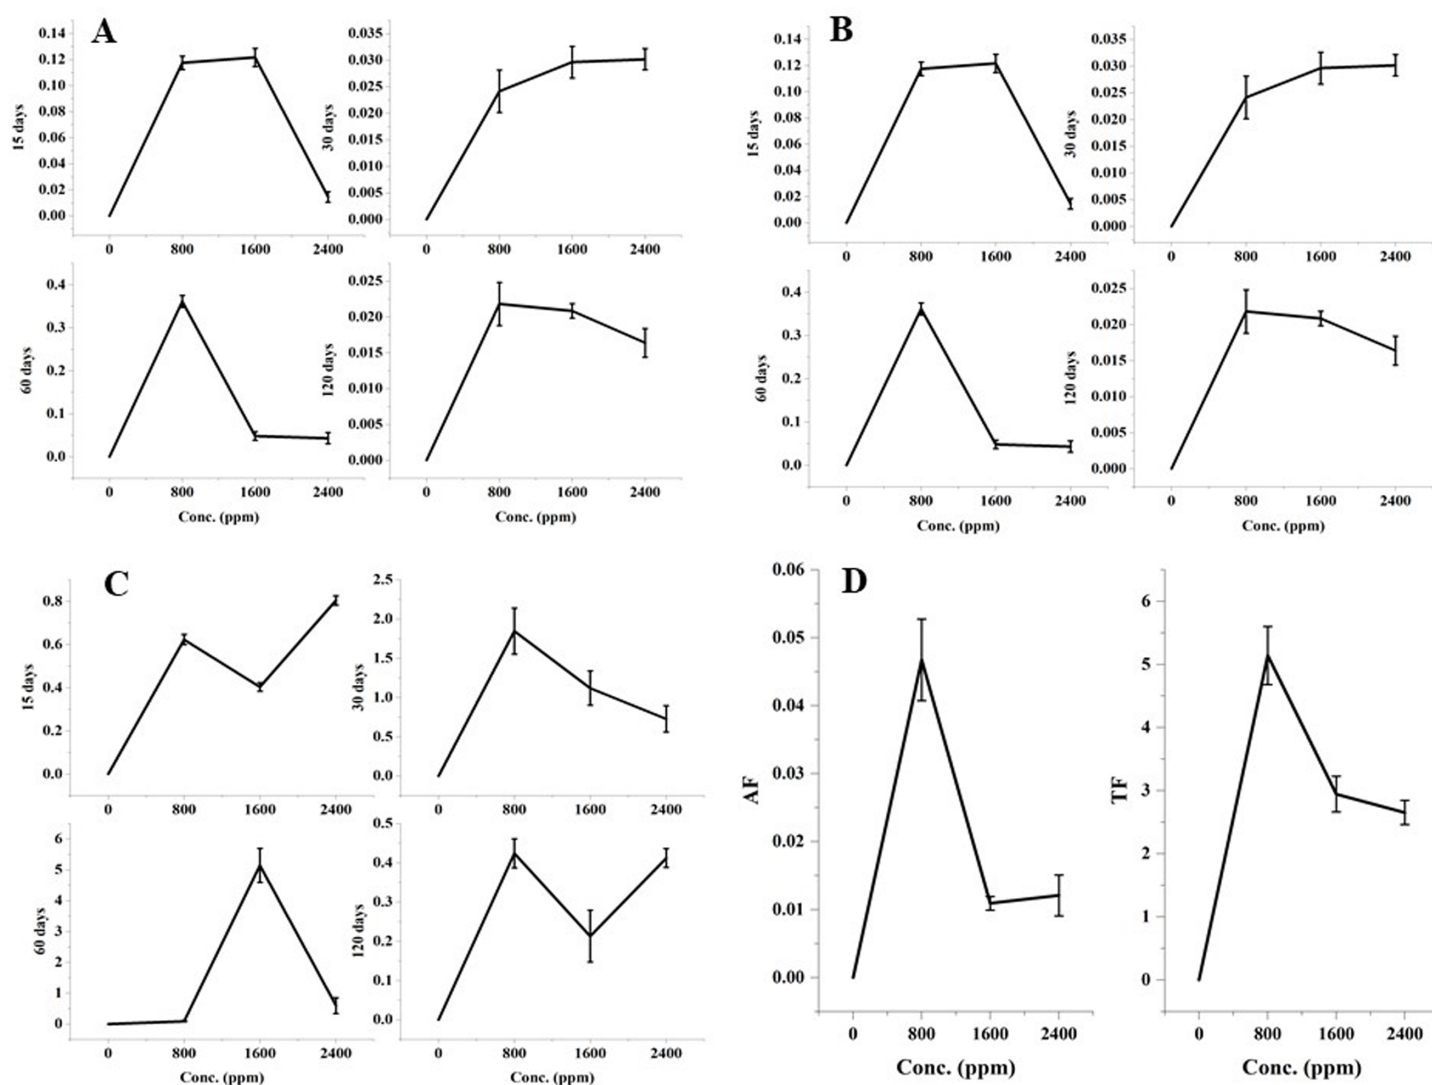 A
0.14
0.12
0.10
0.08
0.06
0.04
0.02
0.00
15 days
0 800 1600 2400
0.035
0.030
0.025
0.020
0.015
0.010
0.005
0.000
30 days
0 800 1600 2400
0.4
0.3
0.2
0.1
0.0
60 days
0 800 1600 2400
Conc. (ppm)
0.025
0.020
0.015
0.010
0.005
0.000
120 days
0 800 1600 2400
Conc. (ppm)
B
0.14
0.12
0.10
0.08
0.06
0.04
0.02
0.00
15 days
0 800 1600 2400
0.035
0.030
0.025
0.020
0.015
0.010
0.005
0.000
30 days
0 800 1600 2400
0.4
0.3
0.2
0.1
0.0
60 days
0 800 1600 2400
Conc. (ppm)
0.025
0.020
0.015
0.010
0.005
0.000
120 days
0 800 1600 2400
Conc. (ppm)
C
0.8
0.6
0.4
0.2
0.0
15 days
0 800 1600 2400
2.5
2.0
1.5
1.0
0.5
0.0
30 days
0 800 1600 2400
6
5
4
3
2
1
0
60 days
0 800 1600 2400
Conc. (ppm)
0.5
0.4
0.3
0.2
0.1
0.0
120 days
0 800 1600 2400
Conc. (ppm)
D
0.06
0.05
0.04
0.03
0.02
0.01
0.00
AF
0 800 1600 2400
Conc. (ppm)
6
5
4
3
2
1
0
TF
0 800 1600 2400
Conc. (ppm)